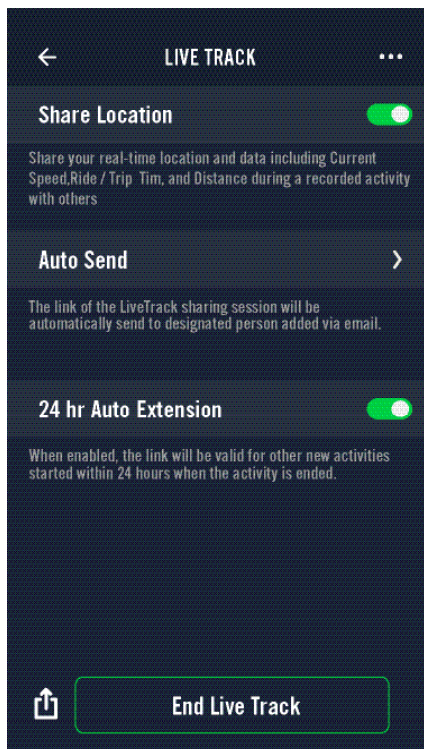 LIVE TRACK
Share Location
Share your real-time location and data including Current
Speed,Ride / Trip Tim, and Distance during a recorded activity
with others
Auto Send
The link of the LiveTrack sharing session will be
automatically send to designated person added via email.
24 hr Auto Extension
When enabled, the link will be valid for other new activities
started within 24 hours when the activity is ended.
End Live Track